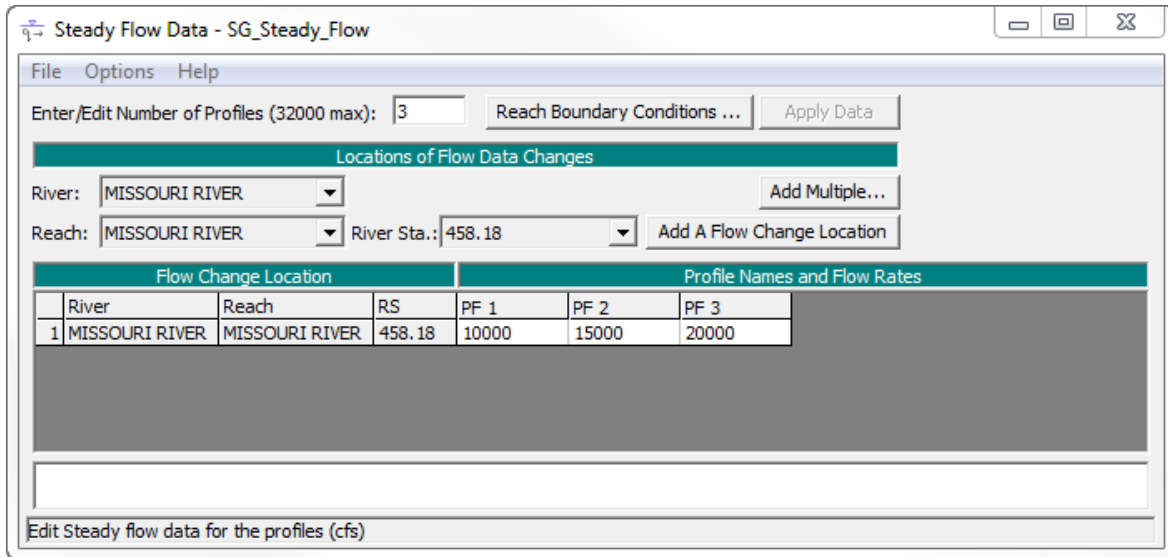 Steady Flow Data - SG_Steady_Flow
File Options Help
Enter/Edit Number of Profiles (32000 max): 3 Reach Boundary Conditions ... Apply Data
Locations of Flow Data Changes
River: MISSOURI RIVER Add Multiple...
Reach: MISSOURI RIVER River Sta.: 458.18 Add A Flow Change Location
Flow Change Location Profile Names and Flow Rates
River Reach RS PF 1 PF 2 PF 3
1 MISSOURI RIVER MISSOURI RIVER 458.18 10000 15000 20000
Edit Steady flow data for the profiles (cfs)